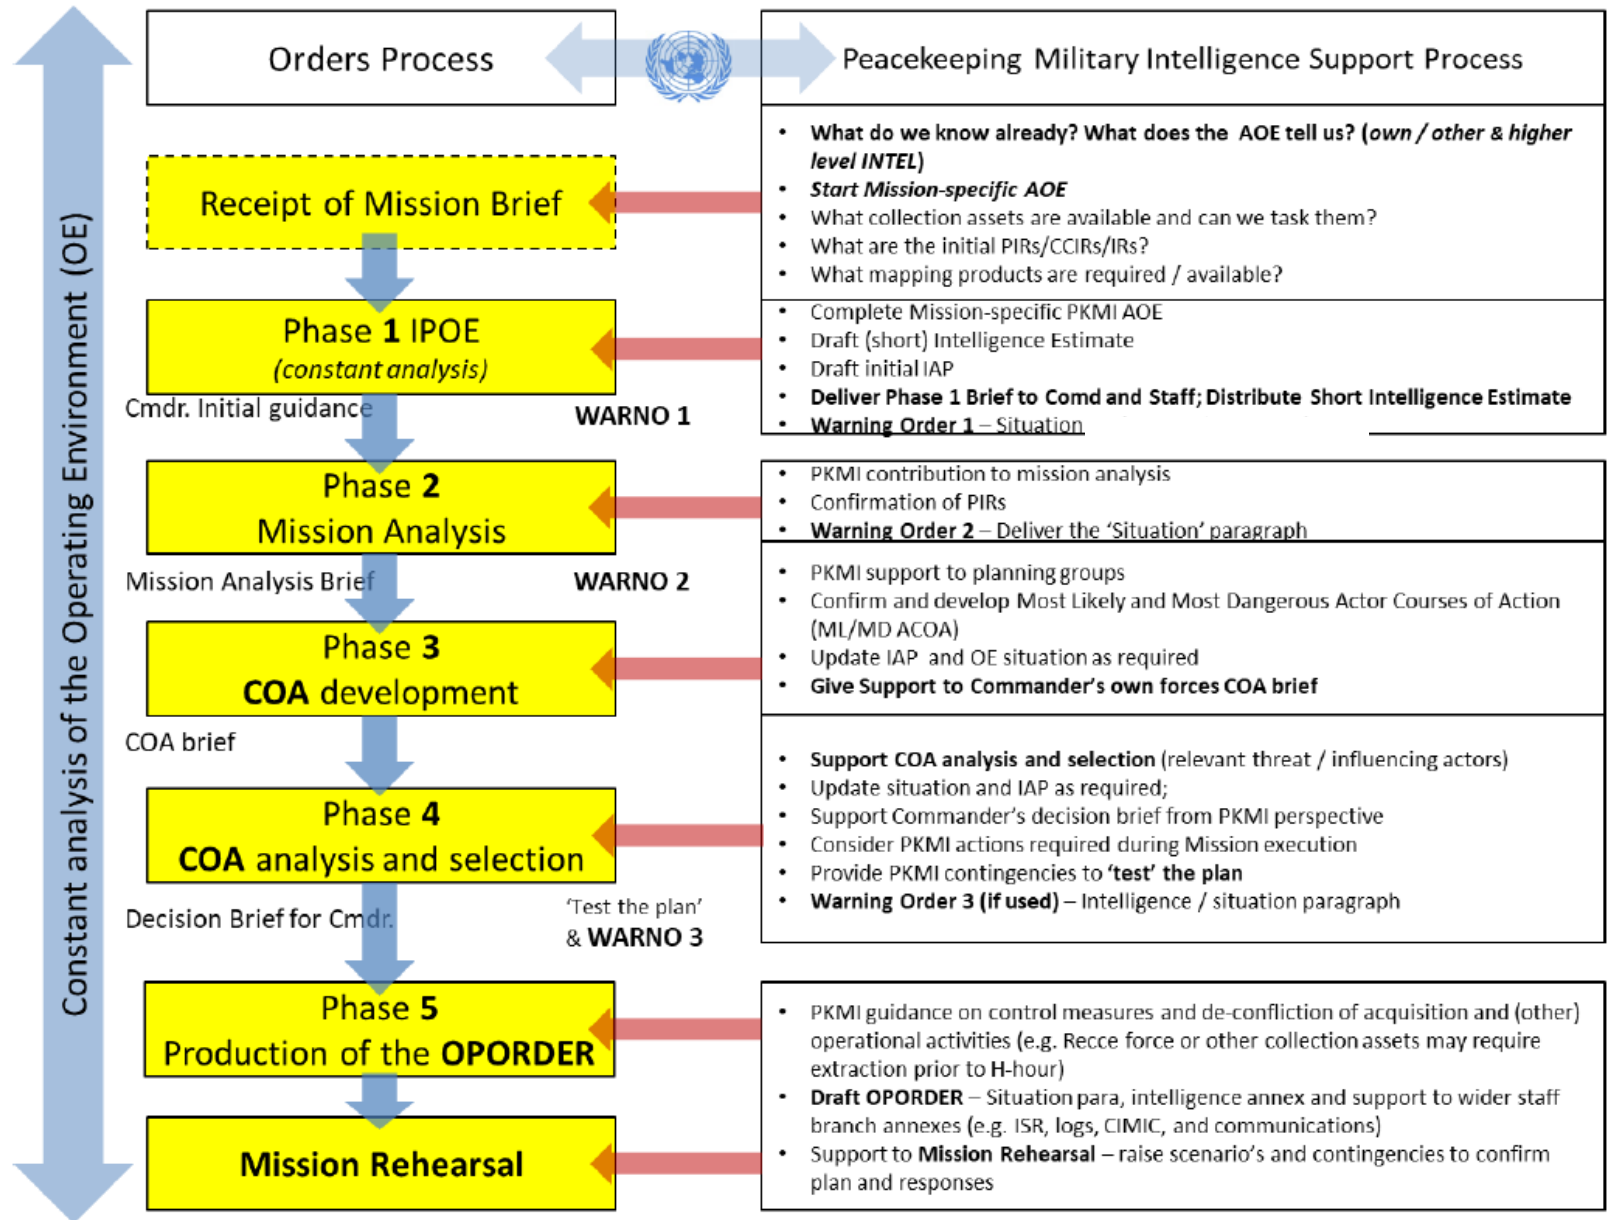 Constant analysis of the Operating Environment (OE)
Orders Process
Peacekeeping Military Intelligence Support Process
Receipt of Mission Brief
• What do we know already? What does the AOE tell us? (own / other & higher
level INTEL)
• Start Mission-specific AOE
• What collection assets are available and can we task them?
• What are the initial PIRs/CCIRs/IRs?
• What mapping products are required / available?
Phase 1 IPOE
(constant analysis)
• Complete Mission-specific PKMI AOE
• Draft (short) Intelligence Estimate
• Draft initial IAP
• Deliver Phase 1 Brief to Comd and Staff; Distribute Short Intelligence Estimate
• Warning Order 1 – Situation
Cmdr. Initial guidance
WARNO 1
Phase 2
Mission Analysis
• PKMI contribution to mission analysis
• Confirmation of PIRs
• Warning Order 2 – Deliver the ‘Situation’ paragraph
Mission Analysis Brief
WARNO 2
Phase 3
COA development
• PKMI support to planning groups
• Confirm and develop Most Likely and Most Dangerous Actor Courses of Action
(ML/MD ACOA)
• Update IAP and OE situation as required
• Give Support to Commander’s own forces COA brief
COA brief
Phase 4
COA analysis and selection
• Support COA analysis and selection (relevant threat / influencing actors)
• Update situation and IAP as required;
• Support Commander’s decision brief from PKMI perspective
• Consider PKMI actions required during Mission execution
• Provide PKMI contingencies to ‘test’ the plan
• Warning Order 3 (if used) – Intelligence / situation paragraph
Decision Brief for Cmdr.
‘Test the plan’
& WARNO 3
Phase 5
Production of the OPORDER
• PKMI guidance on control measures and de-confliction of acquisition and (other)
operational activities (e.g. Recce force or other collection assets may require
extraction prior to H-hour)
• Draft OPORDER – Situation para, intelligence annex and support to wider staff
branch annexes (e.g. ISR, logs, CIMIC, and communications)
Mission Rehearsal
• Support to Mission Rehearsal – raise scenario’s and contingencies to confirm
plan and responses